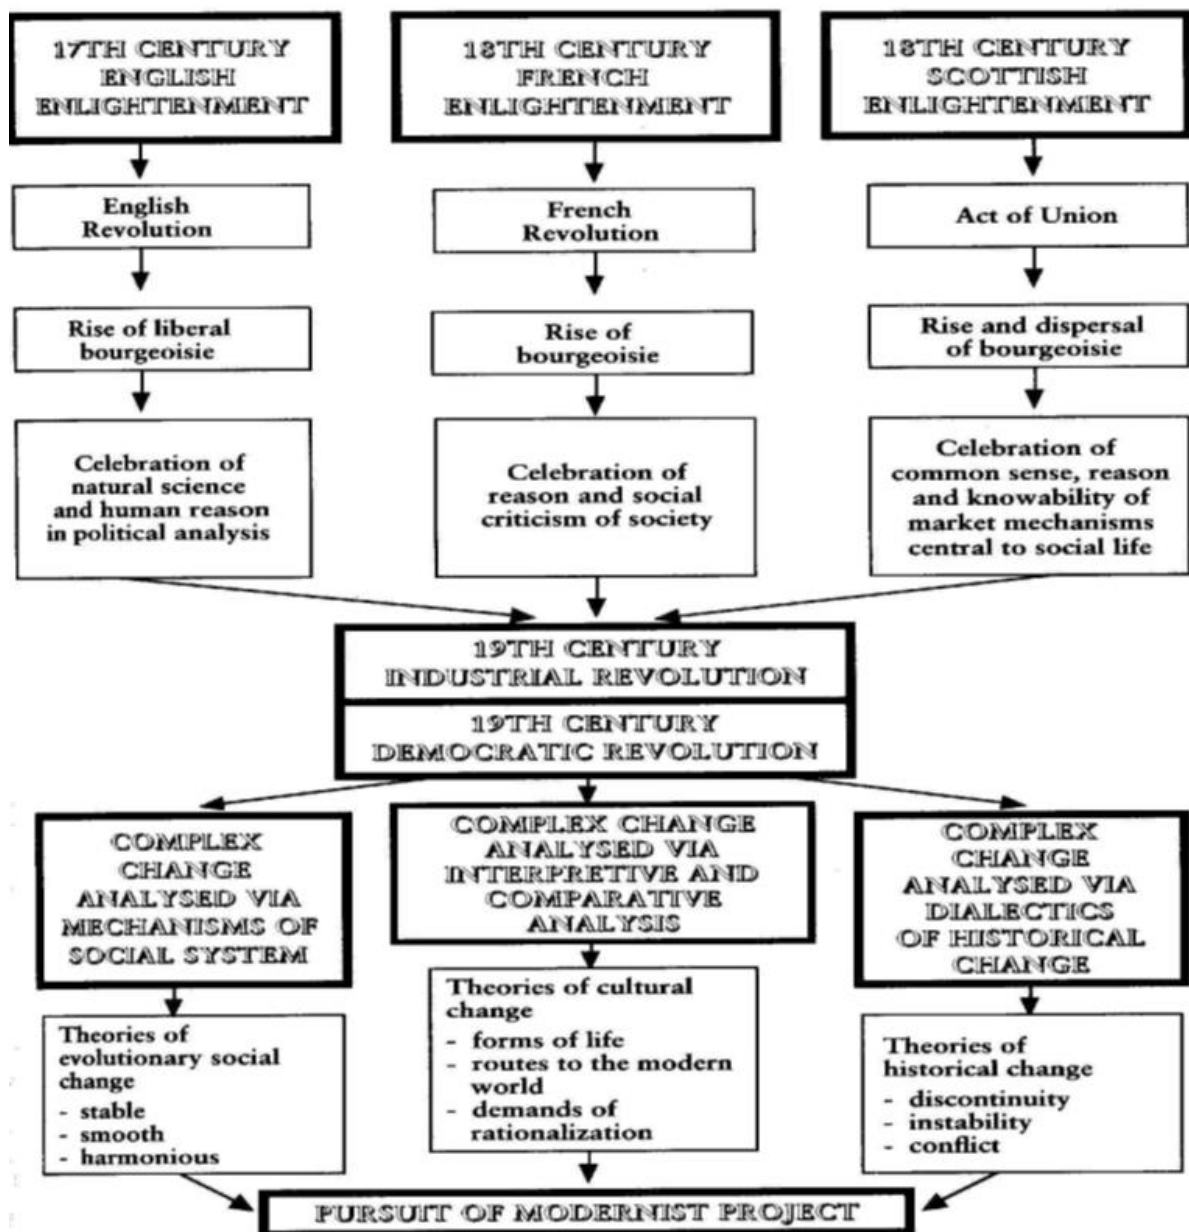 17TH CENTURY
ENGLISH
ENLIGHTENMENT
18TH CENTURY
FRENCH
ENLIGHTENMENT
18TH CENTURY
SCOTTISH
ENLIGHTENMENT
English
Revolution
French
Revolution
Act of Union
Rise of liberal
bourgeoisie
Rise of
bourgeoisie
Rise and dispersal
of bourgeoisie
Celebration of
natural science
and human reason
in political analysis
Celebration of
reason and social
criticism of society
Celebration of
common sense, reason
and knowability of
market mechanisms
central to social life
19TH CENTURY
INDUSTRIAL REVOLUTION
19TH CENTURY
DEMOCRATIC REVOLUTION
COMPLEX
CHANGE
ANALYSED VIA
MECHANISMS OF
SOCIAL SYSTEM
COMPLEX CHANGE
ANALYSED VIA
INTERPRETIVE AND
COMPARATIVE
ANALYSIS
COMPLEX
CHANGE
ANALYSED VIA
DIALECTICS
OF HISTORICAL
CHANGE
Theories of
evolutionary social
change
- stable
- smooth
- harmonious
Theories of cultural
change
- forms of life
- routes to the modern
world
- demands of
rationalization
Theories of
historical change
- discontinuity
- instability
- conflict
PURSUIT OF MODERNIST PROJECT